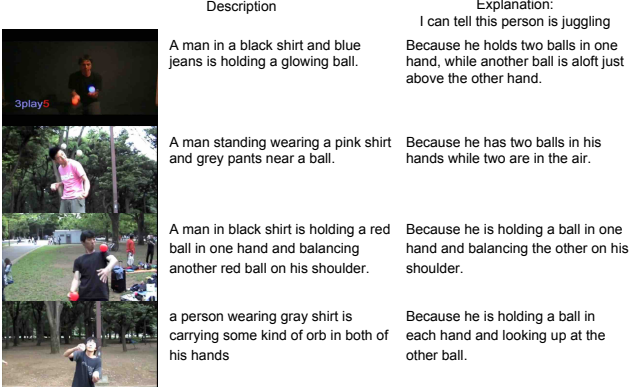 Description
Explanation:
I can tell this person is juggling
3play5
A man in a black shirt and blue
jeans is holding a glowing ball.
Because he holds two balls in one
hand, while another ball is aloft just
above the other hand.
A man standing wearing a pink shirt
and grey pants near a ball.
Because he has two balls in his
hands while two are in the air.
A man in black shirt is holding a red
ball in one hand and balancing
another red ball on his shoulder.
Because he is holding a ball in one
hand and balancing the other on his
shoulder.
a person wearing gray shirt is
carrying some kind of orb in both of
his hands
Because he is holding a ball in
each hand and looking up at the
other ball.